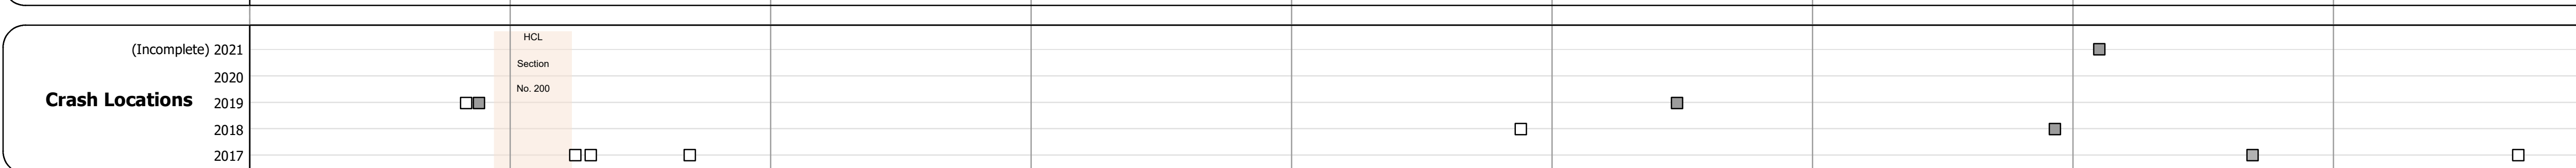 HCL
(Incomplete) 2021
Section
2020
No. 200
Crash Locations
2019
2018
2017